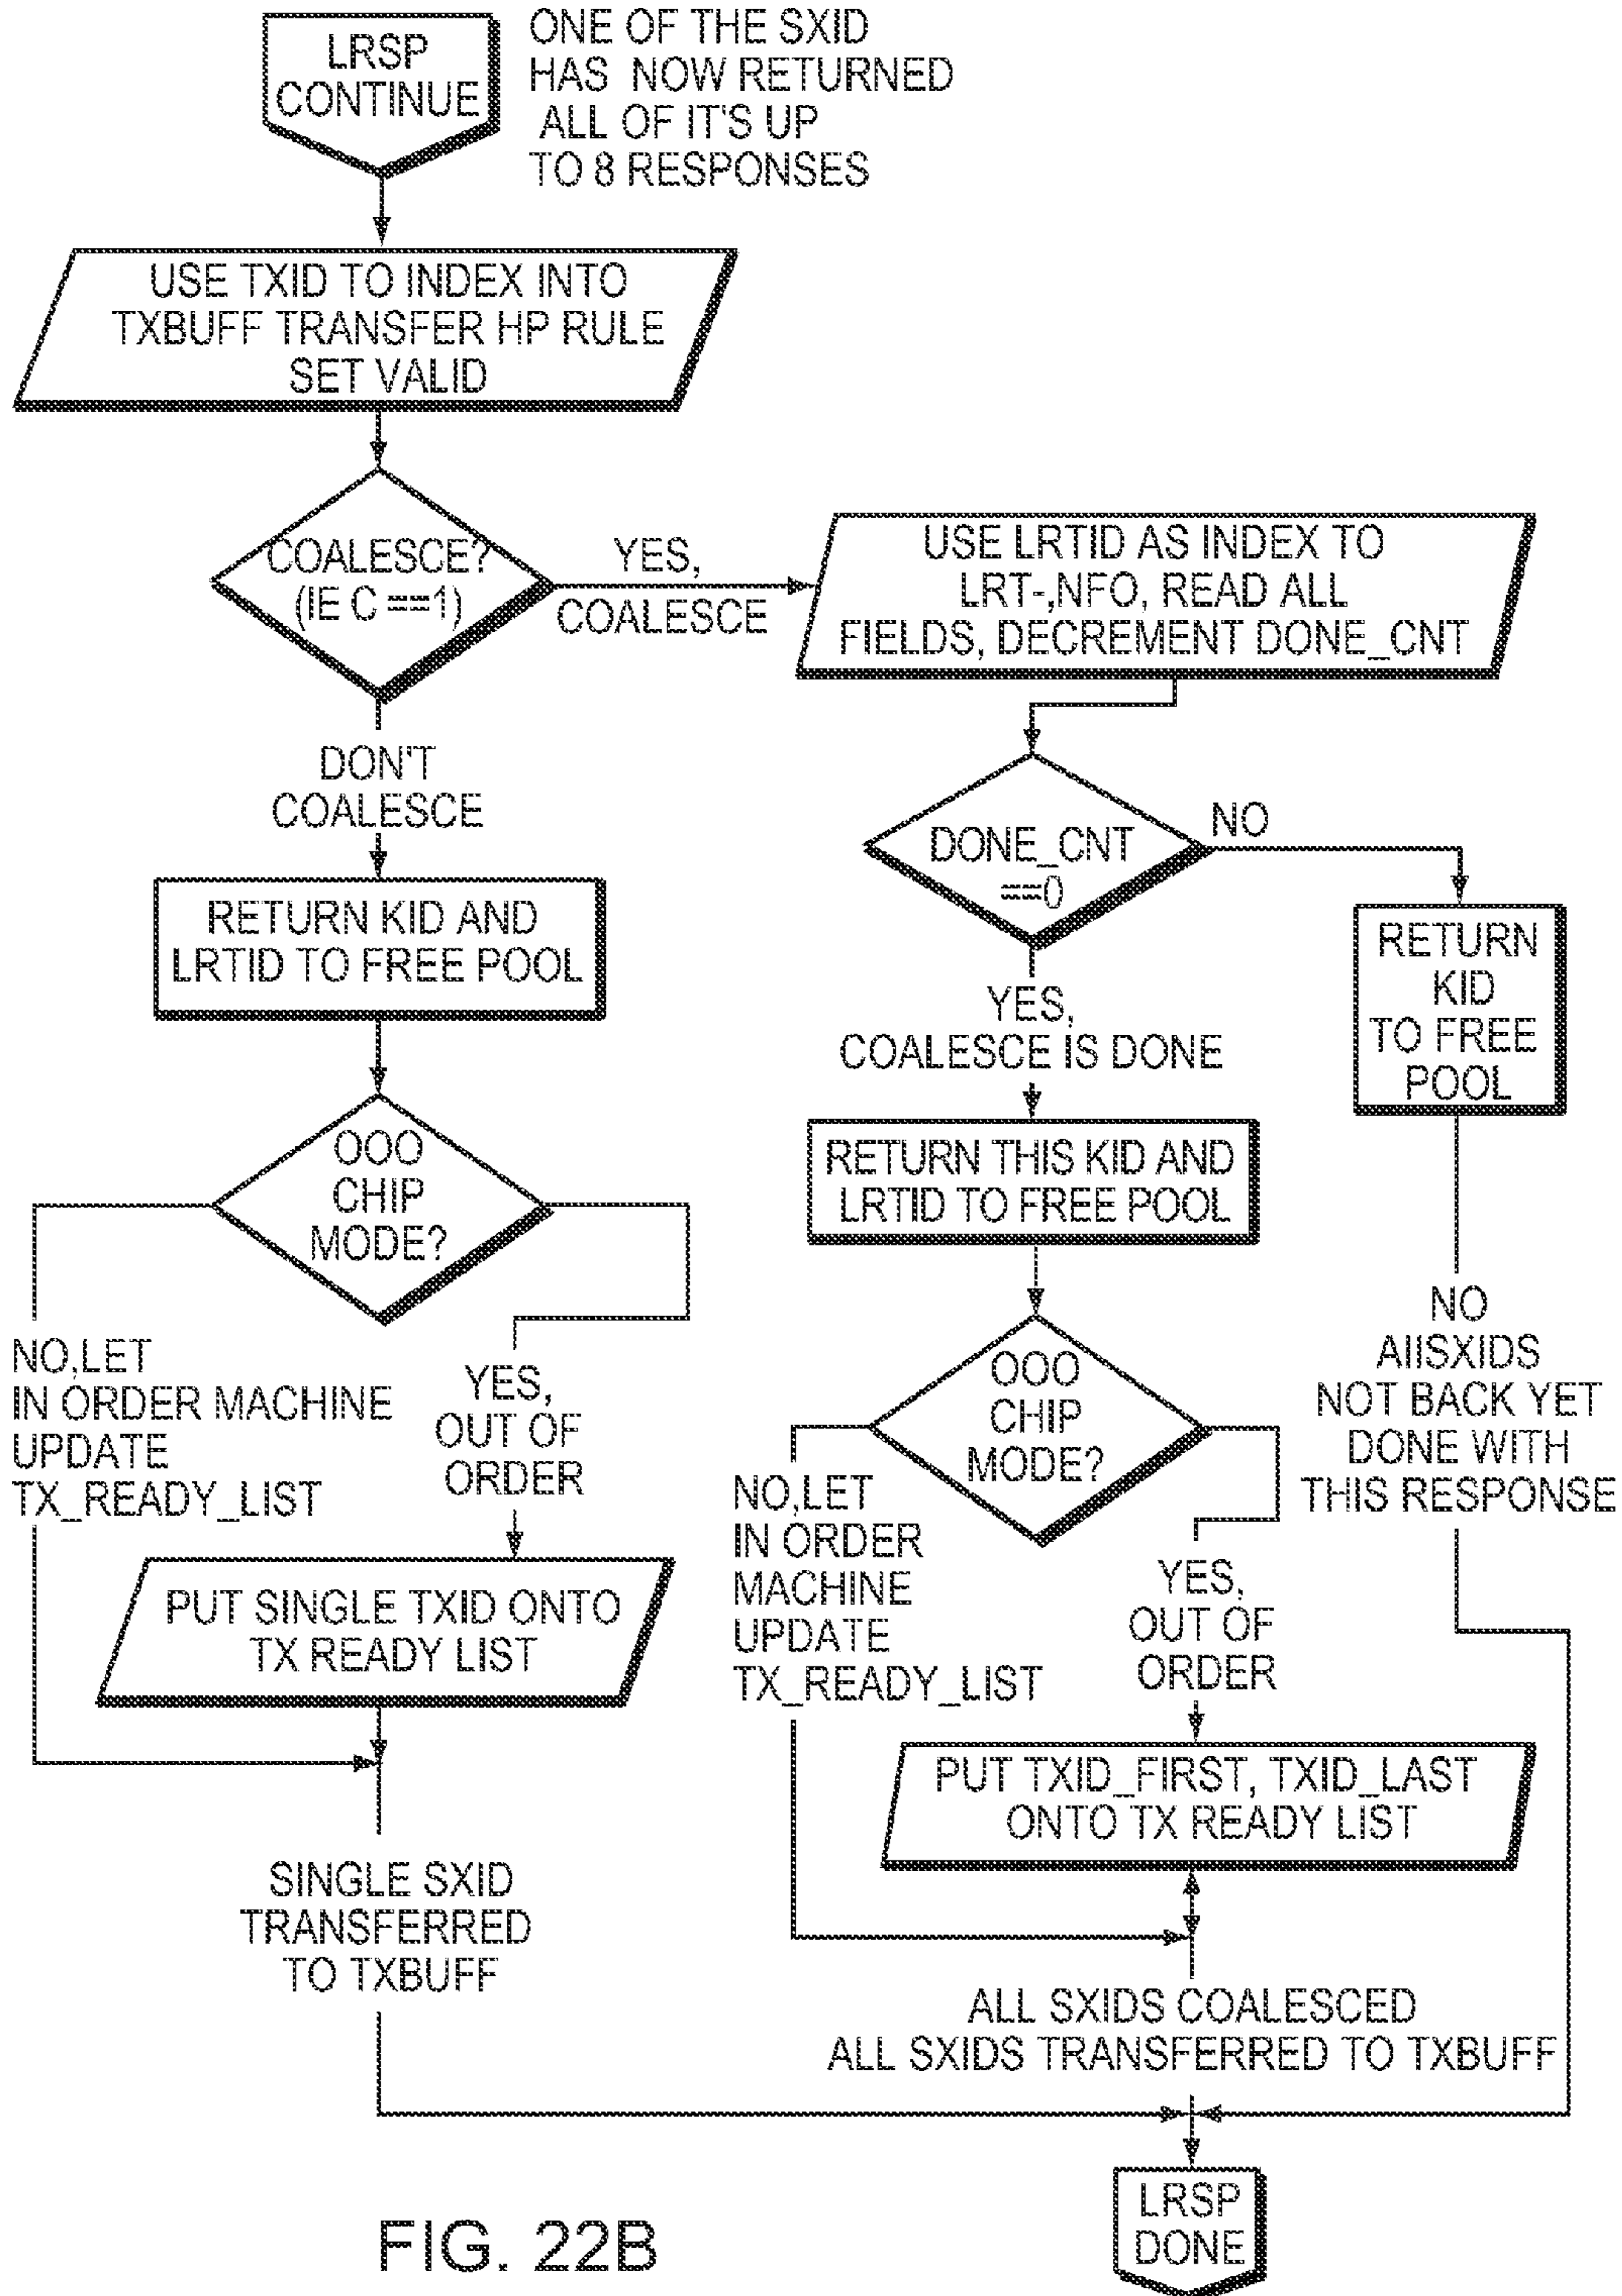 LRSP
CONTINUE
ONE OF THE SXID
HAS NOW RETURNED
ALL OF IT'S UP
TO 8 RESPONSES
USE TXID TO INDEX INTO
TXBUFF TRANSFER HP RULE
SET VALID
COALESCE?
(IE C ==1)
YES,
COALESCE
USE LRTID AS INDEX TO
LRT-,NFO, READ ALL
FIELDS, DECREMENT DONE_CNT
DON'T
COALESCE
DONE_CNT
==0
NO
RETURN KID AND
LRTID TO FREE POOL
RETURN
KID
TO FREE
POOL
YES,
COALESCE IS DONE
RETURN THIS KID AND
LRTID TO FREE POOL
OOO
CHIP
MODE?
NO,LET
IN ORDER MACHINE
UPDATE
TX_READY_LIST
YES,
OUT OF
ORDER
OOO
CHIP
MODE?
NO
AIISXIDS
NOT BACK YET
DONE WITH
THIS RESPONSE
NO,LET
IN ORDER
MACHINE
UPDATE
TX_READY_LIST
YES,
OUT OF
ORDER
PUT SINGLE TXID ONTO
TX READY LIST
PUT TXID_FIRST, TXID_LAST
ONTO TX READY LIST
SINGLE SXID
TRANSFERRED
TO TXBUFF
ALL SXIDS COALESCED
ALL SXIDS TRANSFERRED TO TXBUFF
LRSP
DONE
FIG. 22B